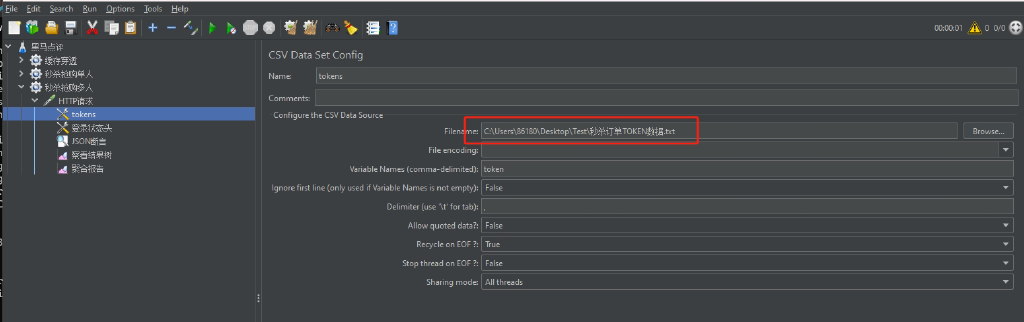 File Edit Search Run Options Tools Help
00:00:01 0 0/0
黑马点评
缓存穿透
秒杀抢购单人
秒杀抢购多人
HTTP请求
tokens
登录状态头
JSON断言
察看结果树
聚合报告
CSV Data Set Config
Name: tokens
Comments:
Configure the CSV Data Source
Filename: C:\Users\86180\Desktop\Test\秒杀订单TOKEN数据.txt Browse...
File encoding:
Variable Names (comma-delimited): token
Ignore first line (only used if Variable Names is not empty): False
Delimiter (use '\t' for tab): ,
Allow quoted data?: False
Recycle on EOF ?: True
Stop thread on EOF ?: False
Sharing mode: All threads